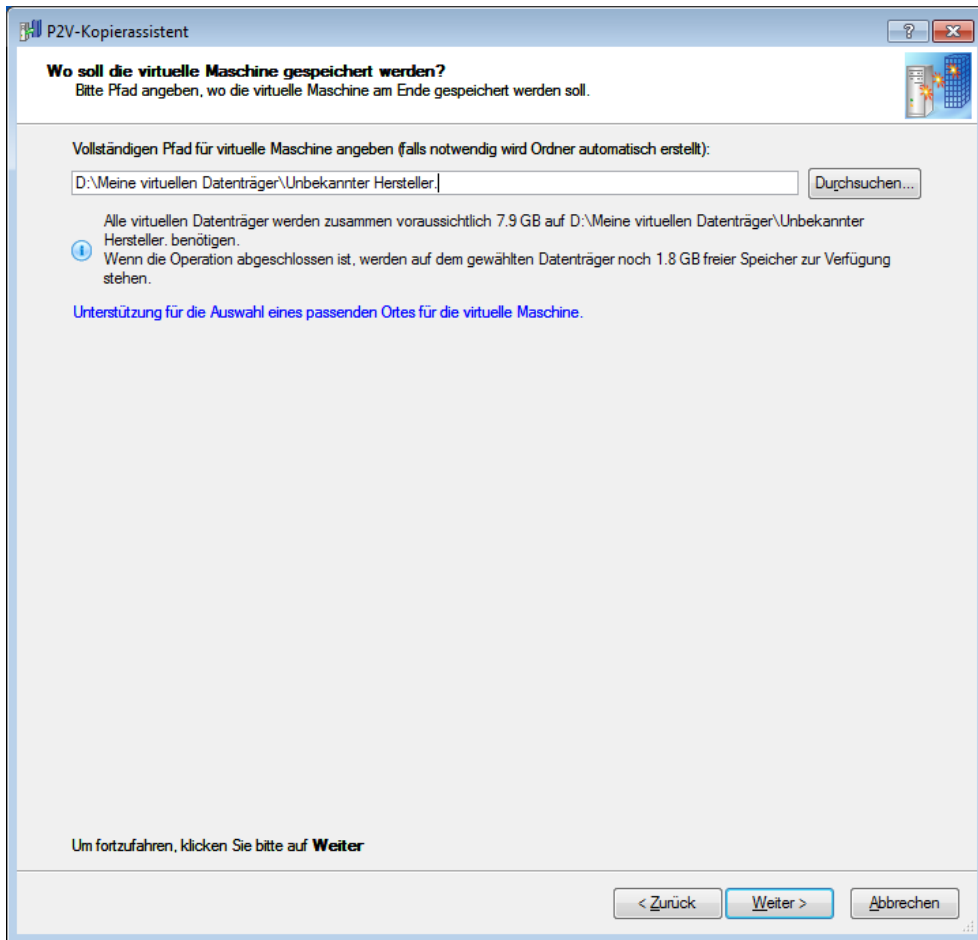 P2V-Kopierassistent
?
Wo soll die virtuelle Maschine gespeichert werden?
Bitte Pfad angeben, wo die virtuelle Maschine am Ende gespeichert werden soll.
Vollständigen Pfad für virtuelle Maschine angeben (falls notwendig wird Ordner automatisch erstellt):
D:\Meine virtuellen Datenträger\Unbekannter Hersteller.
Durchsuchen...
Alle virtuellen Datenträger werden zusammen voraussichtlich 7.9 GB auf D:\Meine virtuellen Datenträger\Unbekannter
Hersteller. benötigen.
Wenn die Operation abgeschlossen ist, werden auf dem gewählten Datenträger noch 1.8 GB freier Speicher zur Verfügung
stehen.
Unterstützung für die Auswahl eines passenden Ortes für die virtuelle Maschine.
Um fortzufahren, klicken Sie bitte auf Weiter
< Zurück
Weiter >
Abbrechen